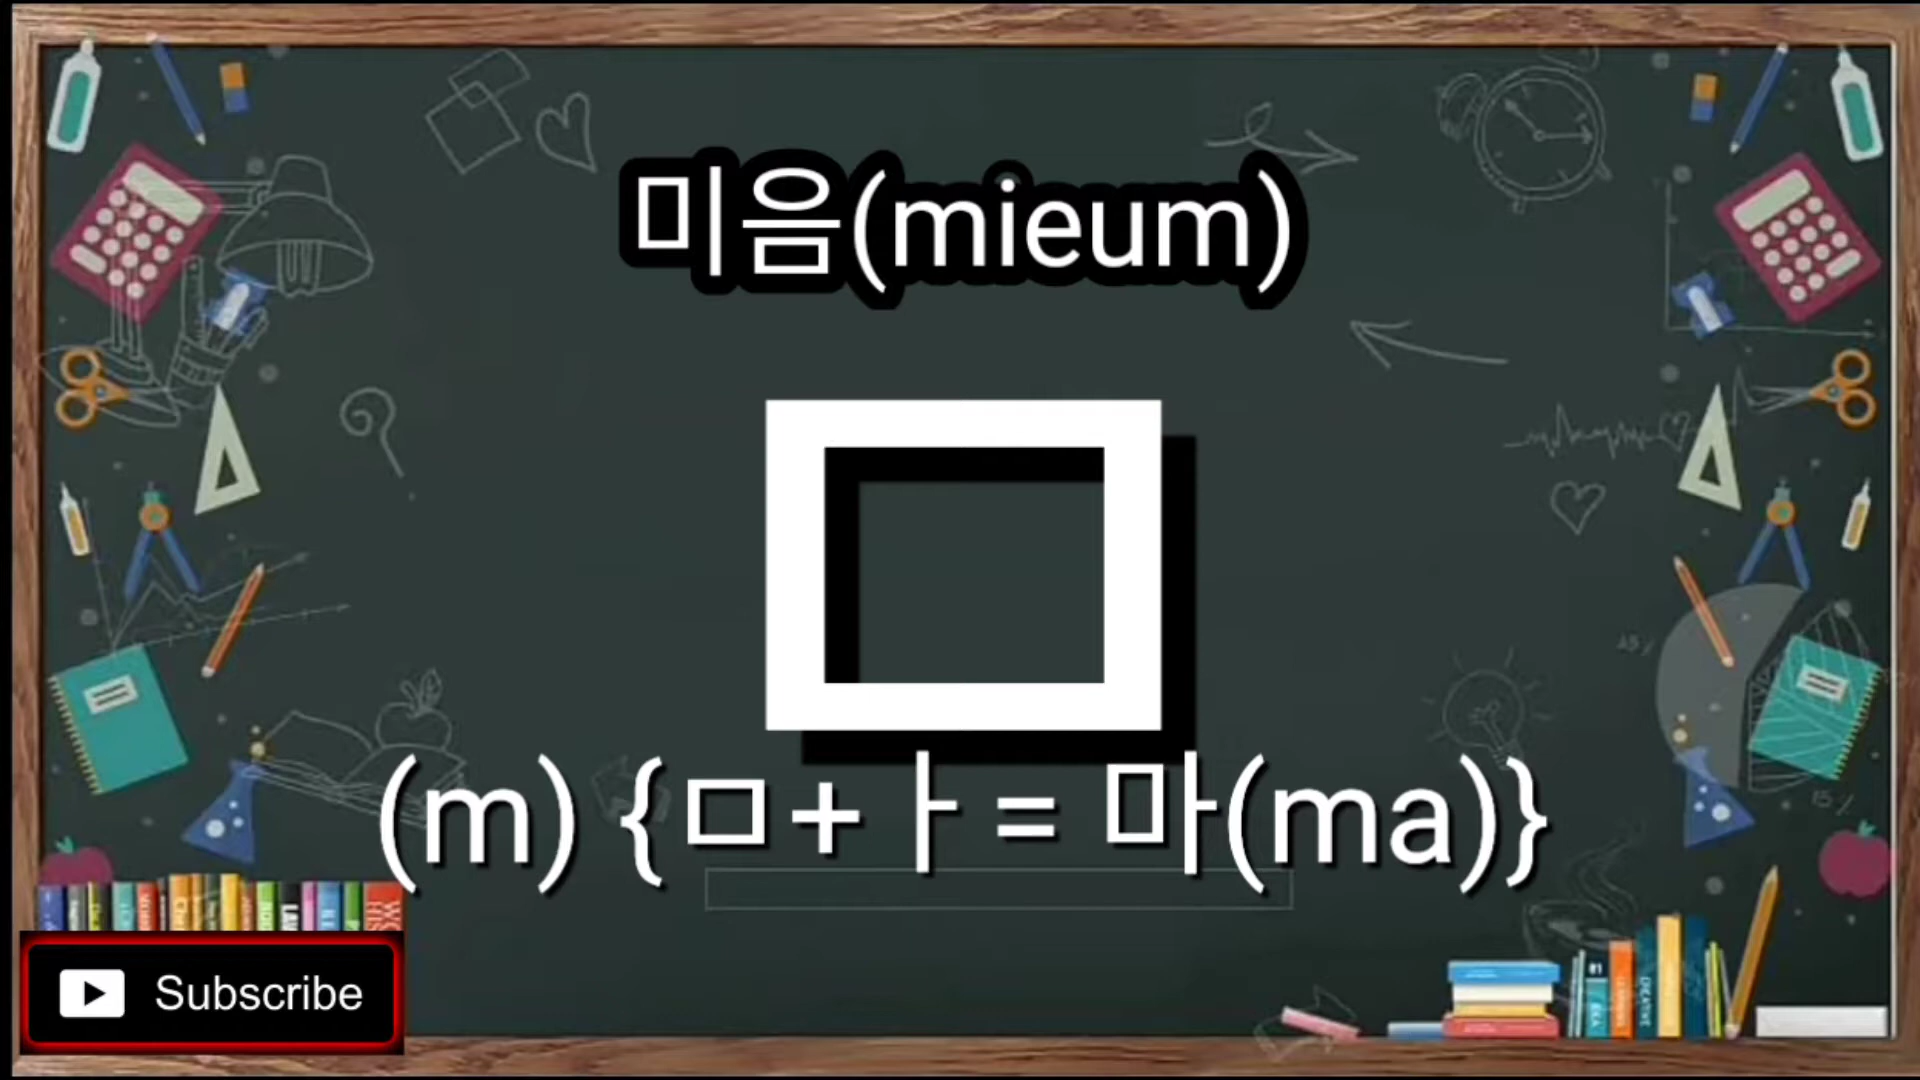 미음(mieum)
ㅁ
(m) {ㅁ+ㅏ= 마(ma)}
Subscribe